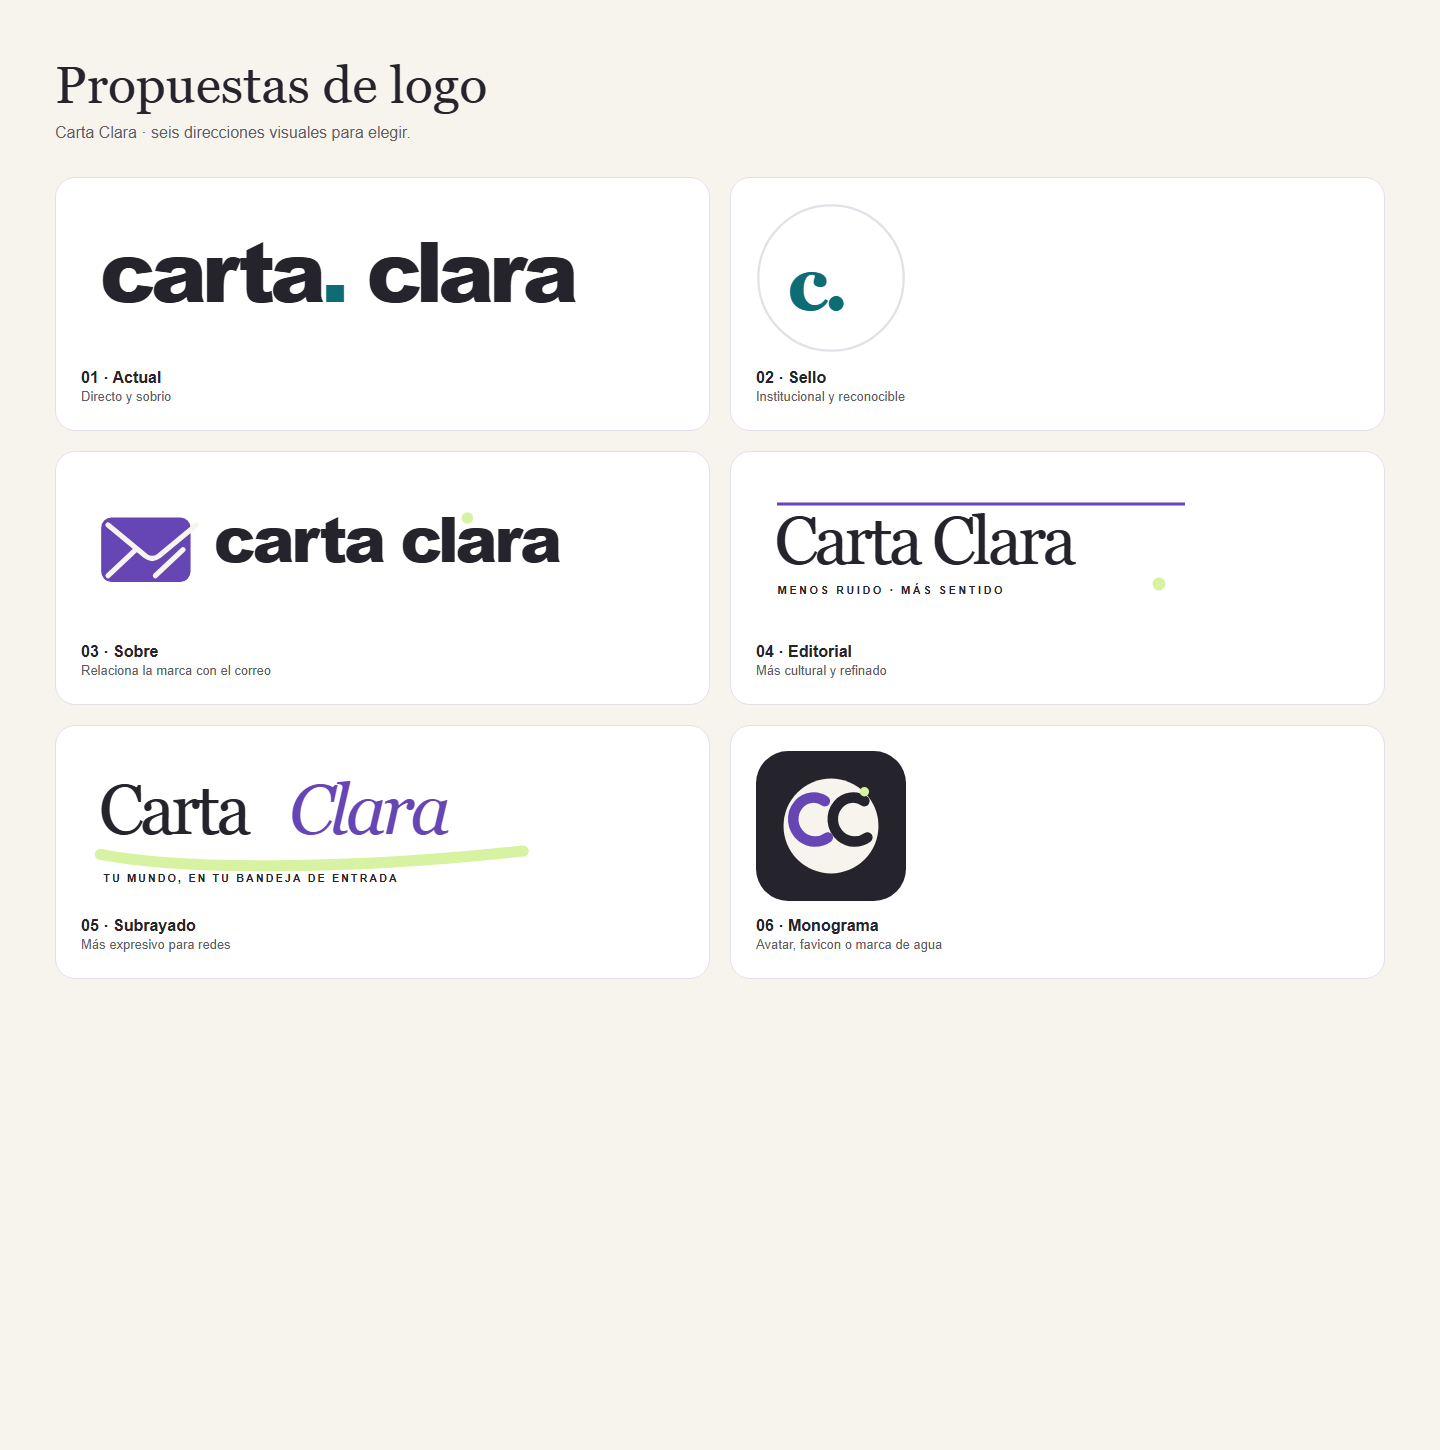 Propuestas de logo
Carta Clara · seis direcciones visuales para elegir.
carta. clara
01 · Actual
Directo y sobrio
c.
02 · Sello
Institucional y reconocible
carta clara
03 · Sobre
Relaciona la marca con el correo
Carta Clara
MENOS RUIDO · MÁS SENTIDO
04 · Editorial
Más cultural y refinado
Carta Clara
TU MUNDO, EN TU BANDEJA DE ENTRADA
05 · Subrayado
Más expresivo para redes
CC
06 · Monograma
Avatar, favicon o marca de agua